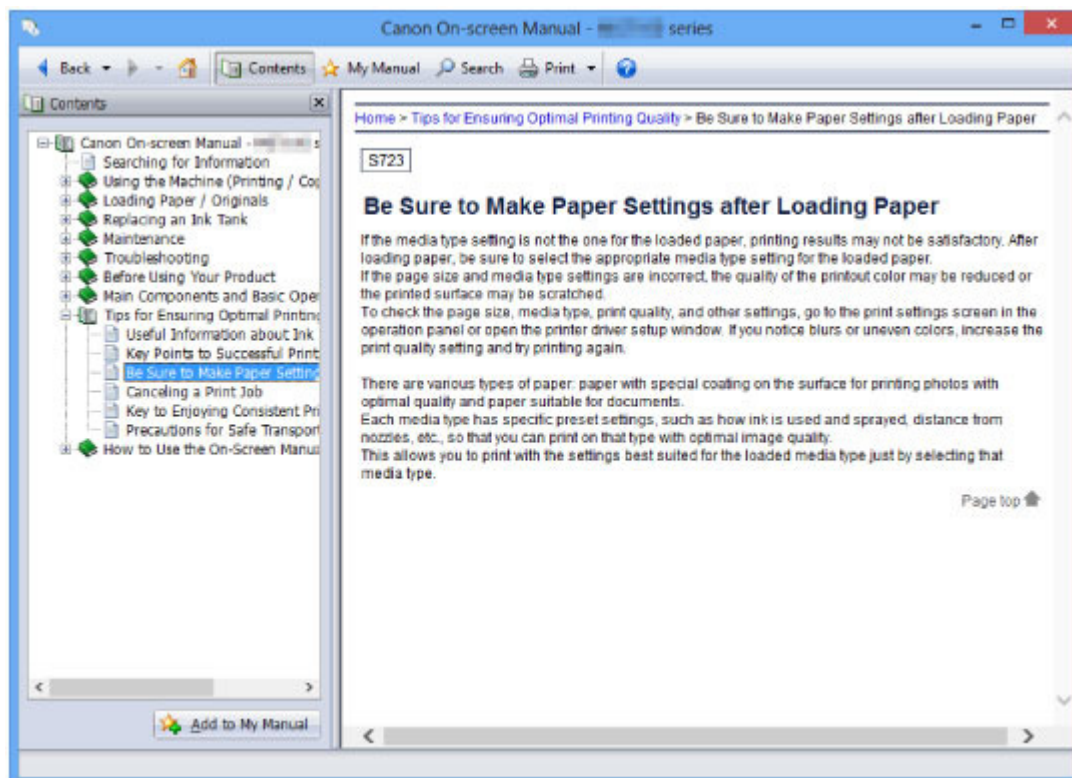 Canon On-screen Manual - series
Back Contents My Manual Search Print
Contents
Home > Tips for Ensuring Optimal Printing Quality > Be Sure to Make Paper Settings after Loading Paper
Canon On-screen Manual - s
Searching for Information
Using the Machine (Printing / Cop
Loading Paper / Originals
Replacing an Ink Tank
Maintenance
Troubleshooting
Before Using Your Product
Main Components and Basic Oper
Tips for Ensuring Optimal Printing
Useful Information about Ink
Key Points to Successful Print
Be Sure to Make Paper Setting
Canceling a Print Job
Key to Enjoying Consistent Pri
Precautions for Safe Transport
How to Use the On-Screen Manua
Add to My Manual
S723
Be Sure to Make Paper Settings after Loading Paper
If the media type setting is not the one for the loaded paper, printing results may not be satisfactory. After
loading paper, be sure to select the appropriate media type setting for the loaded paper.
If the page size and media type settings are incorrect, the quality of the printout color may be reduced or
the printed surface may be scratched.
To check the page size, media type, print quality, and other settings, go to the print settings screen in the
operation panel or open the printer driver setup window. If you notice blurs or uneven colors, increase the
print quality setting and try printing again.
There are various types of paper: paper with special coating on the surface for printing photos with
optimal quality and paper suitable for documents.
Each media type has specific preset settings, such as how ink is used and sprayed, distance from
nozzles, etc., so that you can print on that type with optimal image quality.
This allows you to print with the settings best suited for the loaded media type just by selecting that
media type.
Page top